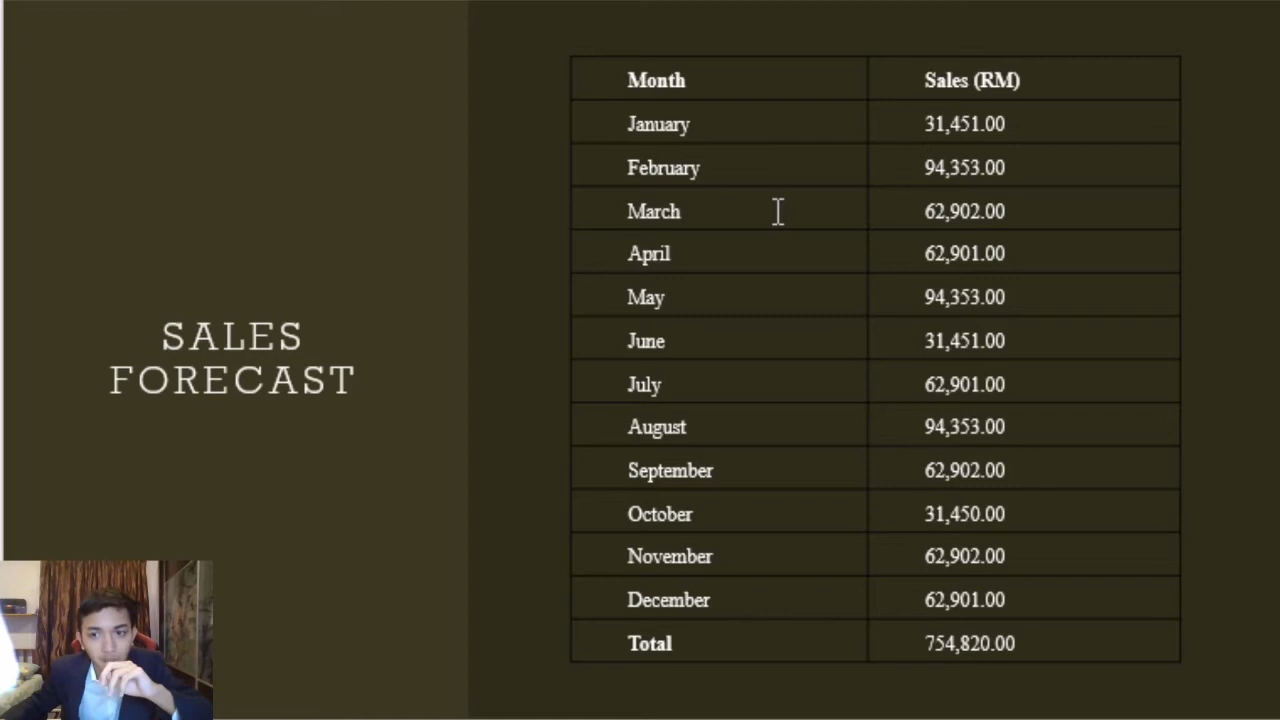 SALES
FORECAST
Month Sales (RM)
January 31,451.00
February 94,353.00
March 62,902.00
April 62,901.00
May 94,353.00
June 31,451.00
July 62,901.00
August 94,353.00
September 62,902.00
October 31,450.00
November 62,902.00
December 62,901.00
Total 754,820.00